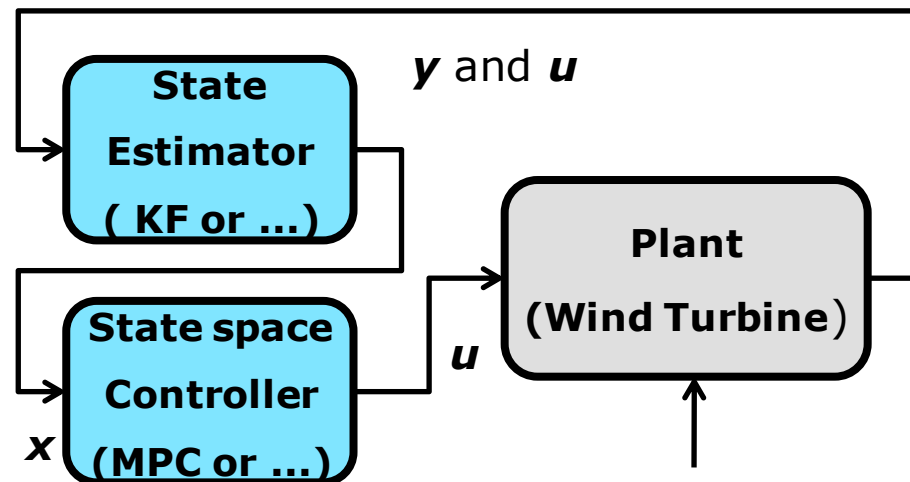 State
Estimator
( KF or ...)
y and u
State space
Controller
(MPC or ...)
x
u
Plant
(Wind Turbine)